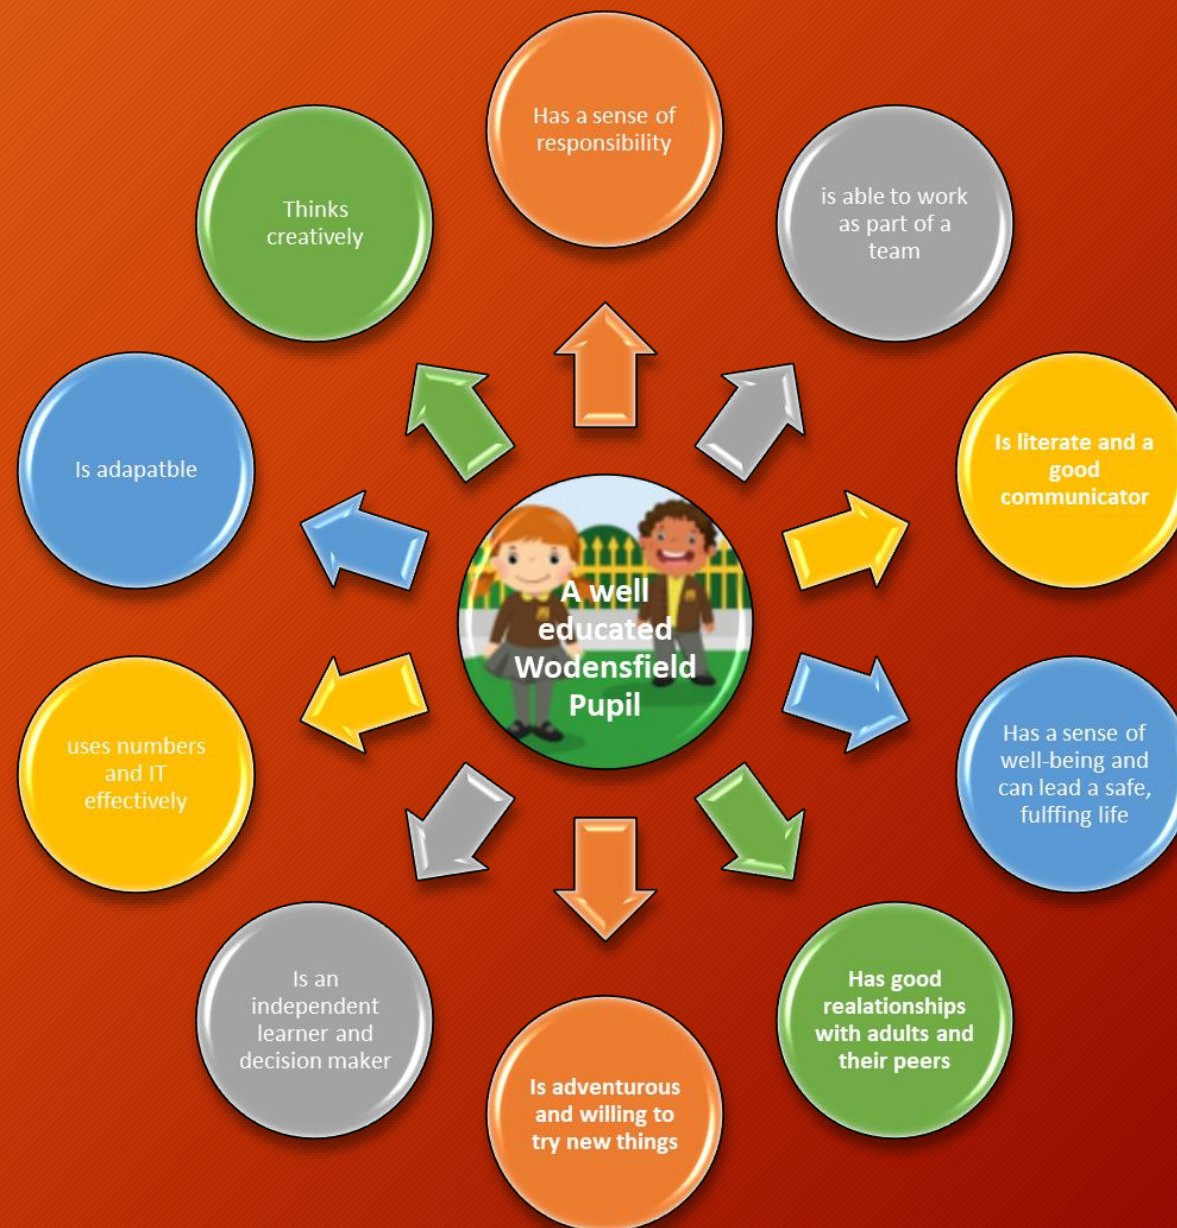 Has a sense of
responsibility
is able to work
as part of a
team
Is literate and a
good
communicator
Has a sense of
well-being and
can lead a safe,
fulffing life
Has good
realationships
with adults and
their peers
Is adventurous
and willing to
try new things
Is an
independent
learner and
decision maker
uses numbers
and IT
effectively
Is adapatble
Thinks
creatively
A well
educated
Wodensfield
Pupil